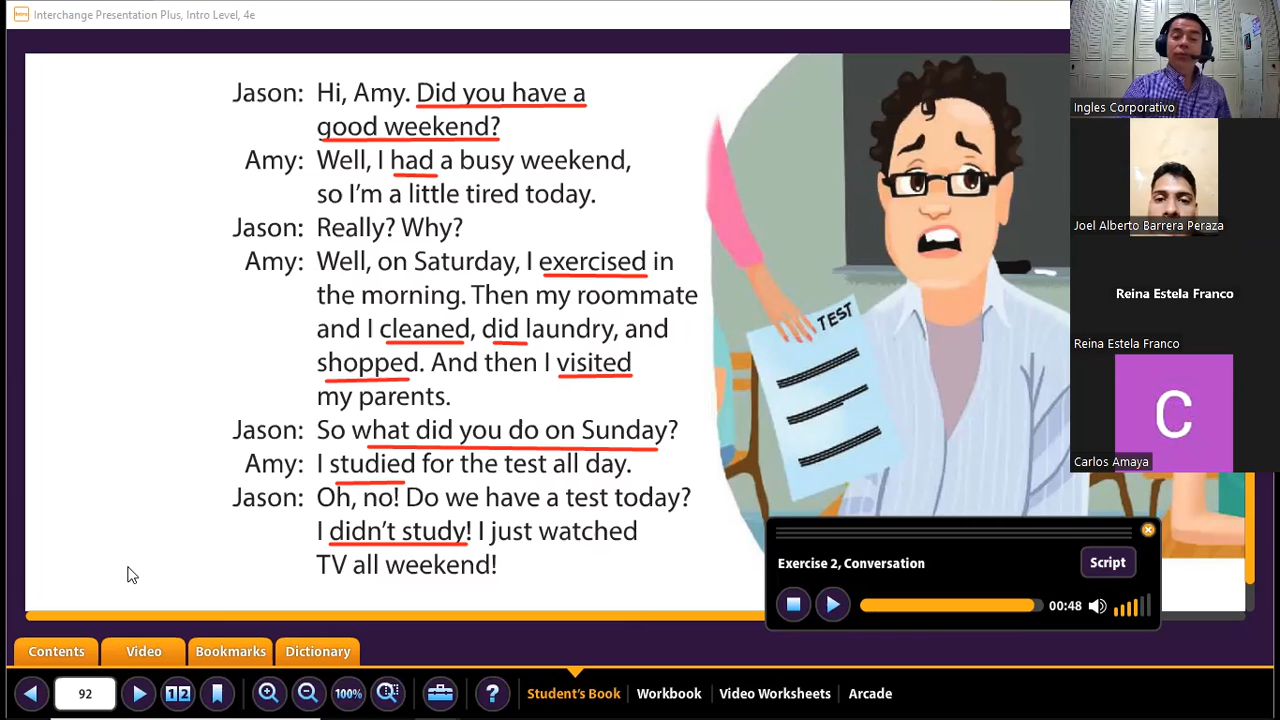 Interchange Presentation Plus, Intro Level, 4e
Jason: Hi, Amy. Did you have a
good weekend?
Amy: Well, I had a busy weekend,
so I'm a little tired today.
Jason: Really? Why?
Amy: Well, on Saturday, I exercised in
the morning. Then my roommate
and I cleaned, did laundry, and
shopped. And then I visited
my parents.
Jason: So what did you do on Sunday?
Amy: I studied for the test all day.
Jason: Oh, no! Do we have a test today?
I didn't study! I just watched
TV all weekend!
TEST
Ingles Corporativo
Joel Alberto Barrera Peraza
Reina Estela Franco
Reina Estela Franco
C
Carlos Amaya
Exercise 2, Conversation
Script
00:48
Contents Video Bookmarks Dictionary
92 1 2 100% ? Student's Book Workbook Video Worksheets Arcade